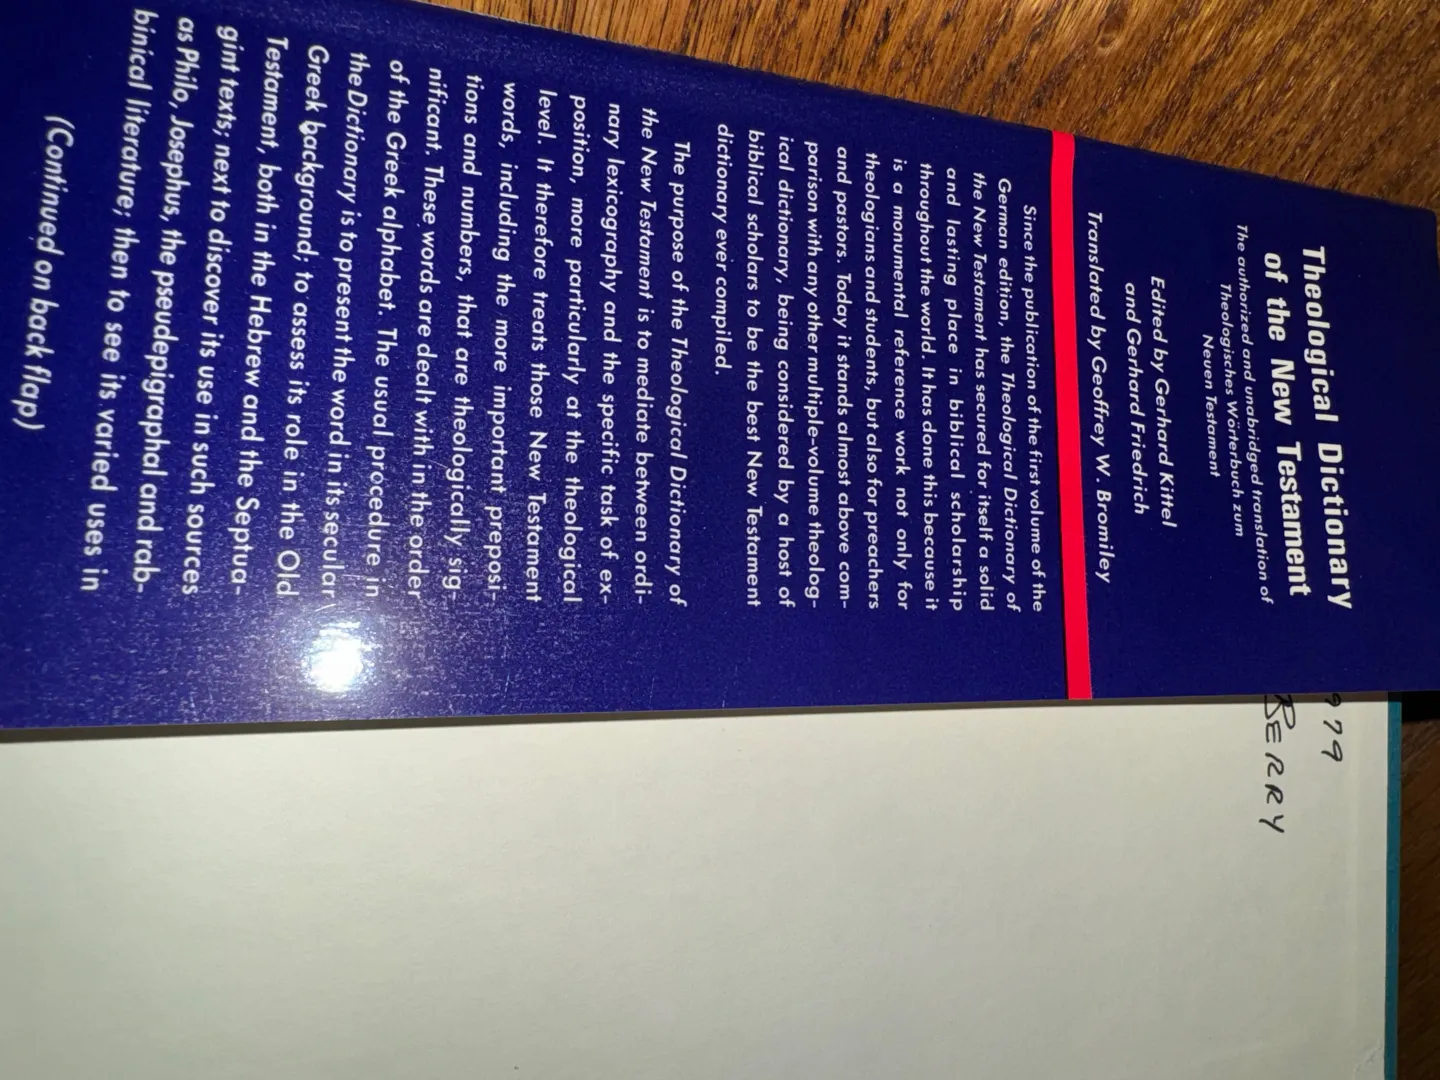 Theological Dictionary
of the New Testament
The authorized and unabridged translation of
Theologisches Wörterbuch zum
Neuen Testament
Edited by Gerhard Kittel
and Gerhard Friedrich
Translated by Geoffrey W. Bromiley
Since the publication of the first volume of the
German edition, the Theological Dictionary of
the New Testament has secured for itself a solid
and lasting place in biblical scholarship
throughout the world. It has done this because it
is a monumental reference work not only for
theologians and students, but also for preachers
and pastors. Today it stands almost above com-
parison with any other multiple-volume theolog-
ical dictionary, being considered by a host of
biblical scholars to be the best New Testament
dictionary ever compiled.
The purpose of the Theological Dictionary of
the New Testament is to mediate between ordi-
nary lexicography and the specific task of ex-
position, more particularly at the theological
level. It therefore treats those New Testament
words, including the more important preposi-
tions and numbers, that are theologically sig-
nificant. These words are dealt with in the order
of the Greek alphabet. The usual procedure in
the Dictionary is to present the word in its secular
Greek background; to assess its role in the Old
Testament, both in the Hebrew and the Septua-
gint texts; next to discover its use in such sources
as Philo, Josephus, the pseudepigraphal and rab-
binical literature; then to see its varied uses in
(Continued on back flap)
979
BERRY